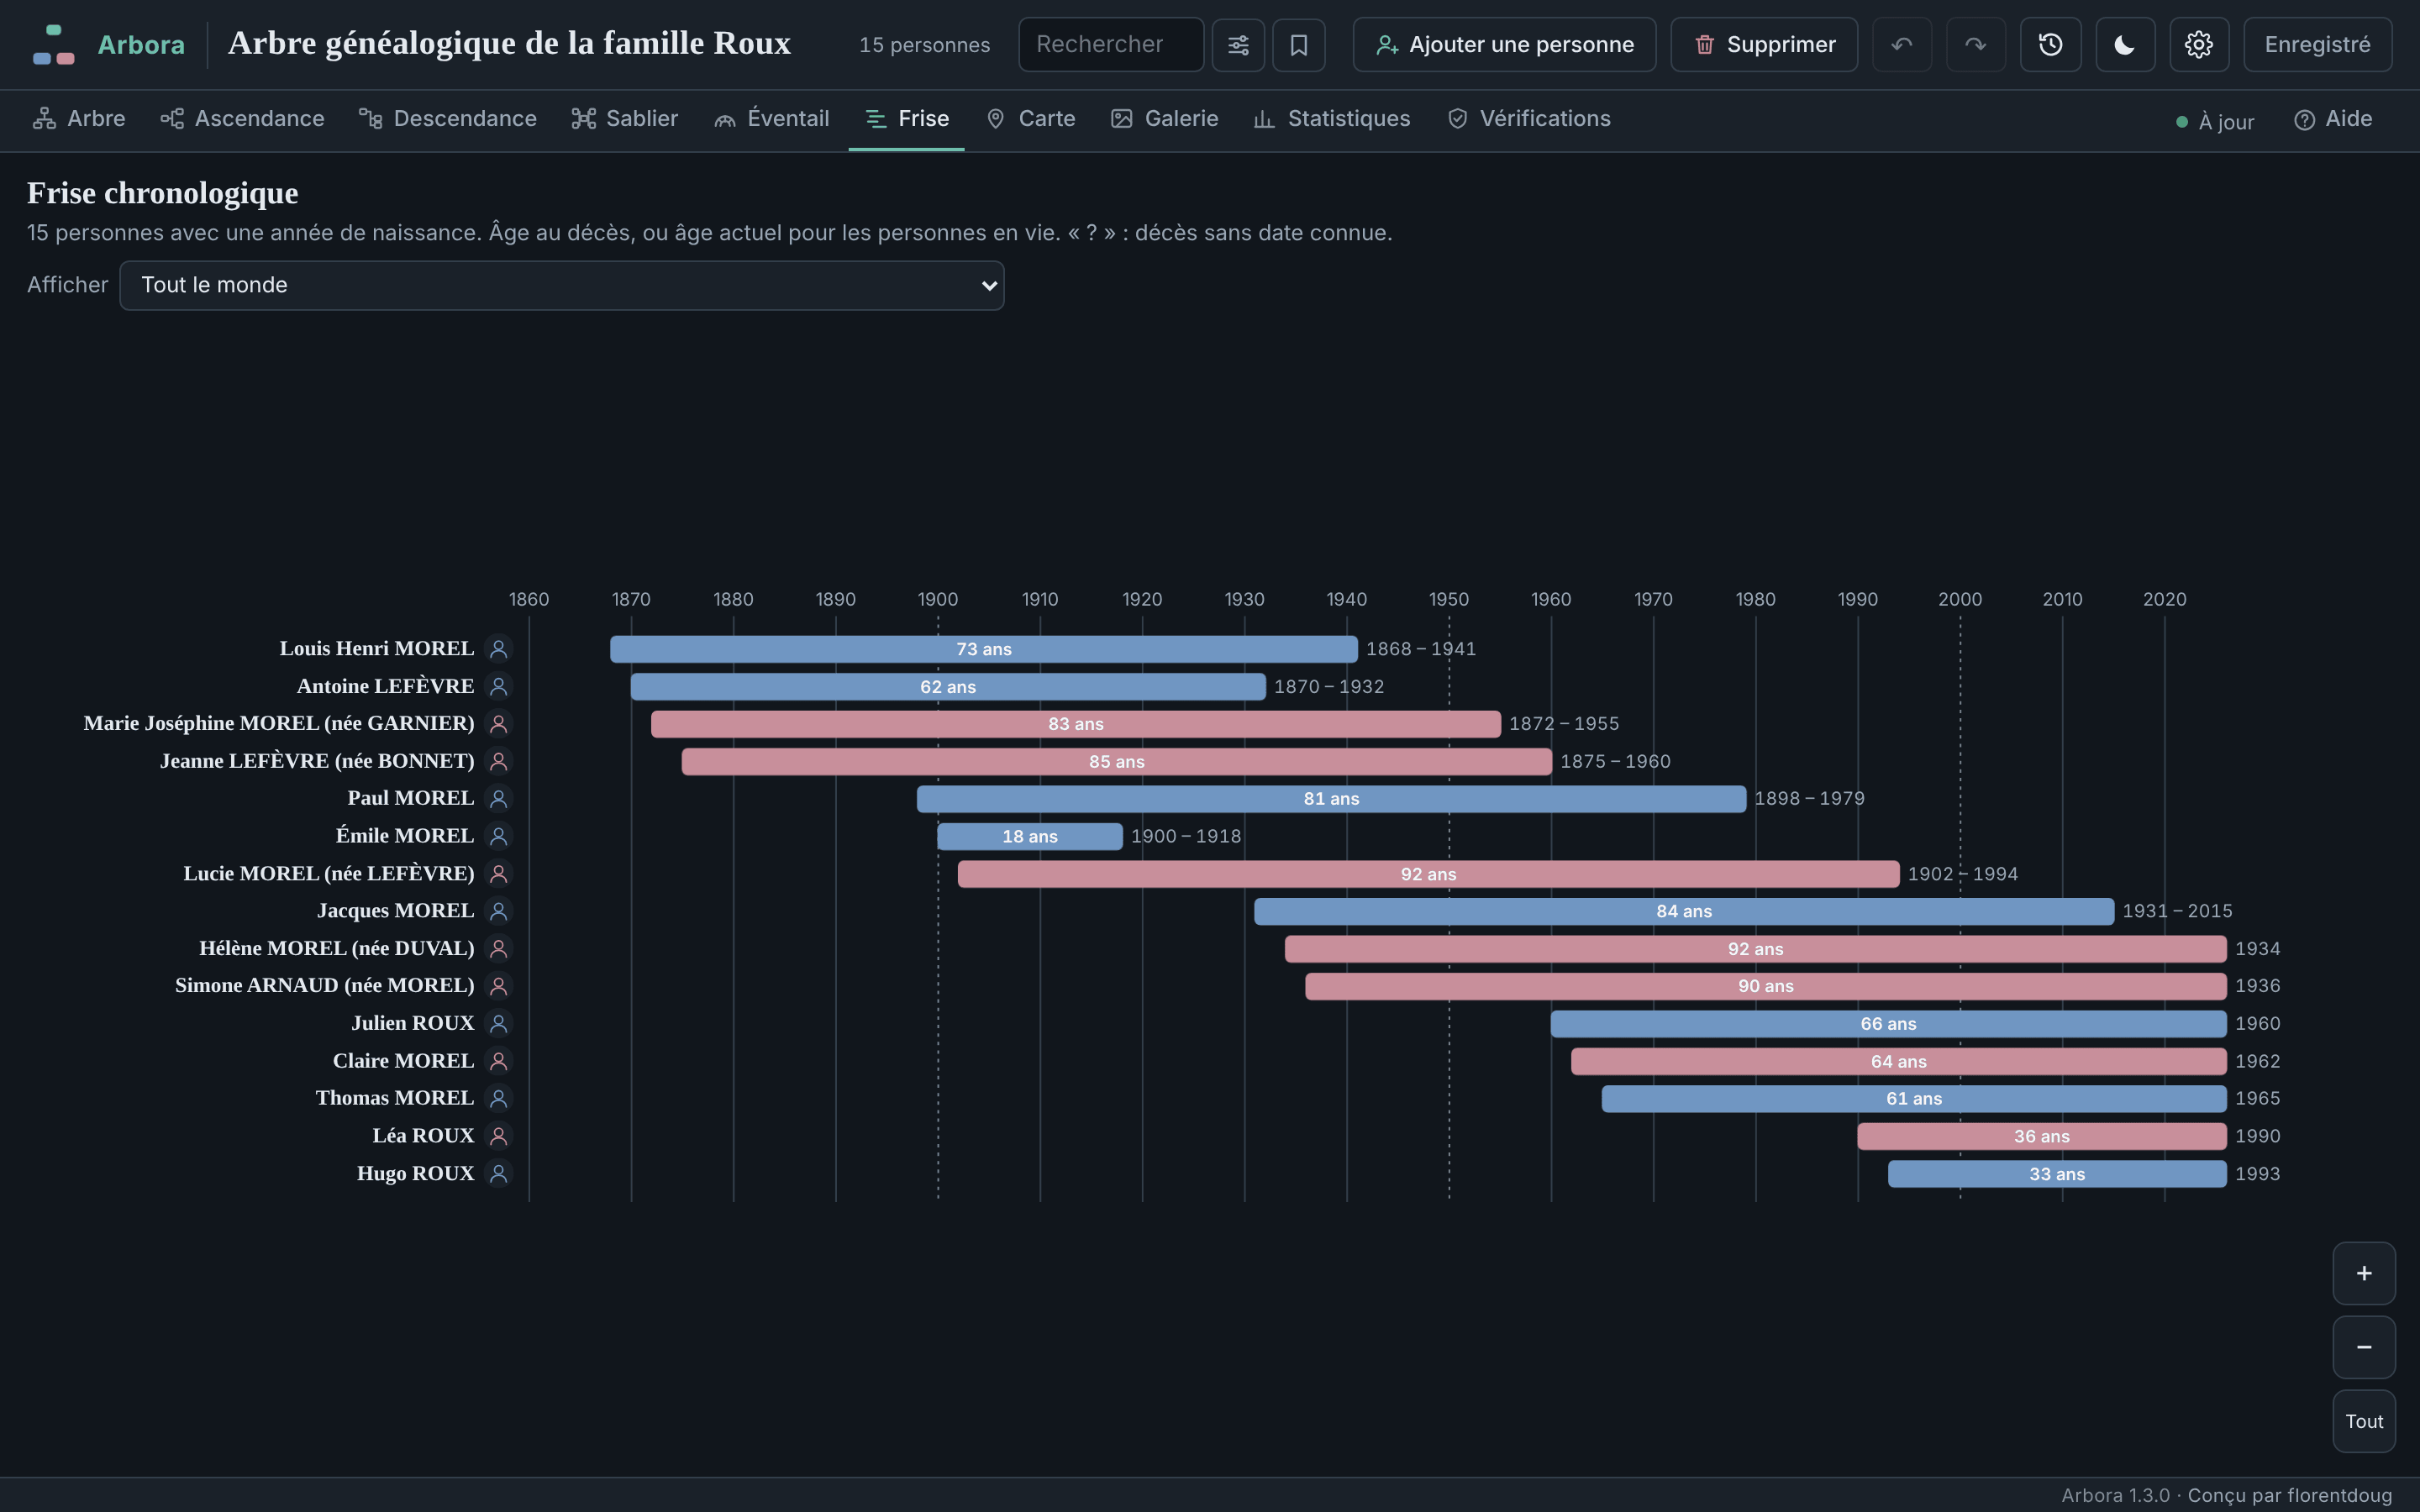 Arbora
Arbre généalogique de la famille Roux
15 personnes
Rechercher
Ajouter une personne
Supprimer
Enregistré
Arbre
Ascendance
Descendance
Sablier
Éventail
Frise
Carte
Galerie
Statistiques
Vérifications
À jour
Aide
Frise chronologique
15 personnes avec une année de naissance. Âge au décès, ou âge actuel pour les personnes en vie. « ? » : décès sans date connue.
Afficher
Tout le monde
1860 1870 1880 1890 1900 1910 1920 1930 1940 1950 1960 1970 1980 1990 2000 2010 2020
Louis Henri MOREL 73 ans 1868 – 1941
Antoine LEFÈVRE 62 ans 1870 – 1932
Marie Joséphine MOREL (née GARNIER) 83 ans 1872 – 1955
Jeanne LEFÈVRE (née BONNET) 85 ans 1875 – 1960
Paul MOREL 81 ans 1898 – 1979
Émile MOREL 18 ans 1900 – 1918
Lucie MOREL (née LEFÈVRE) 92 ans 1902 – 1994
Jacques MOREL 84 ans 1931 – 2015
Hélène MOREL (née DUVAL) 92 ans 1934
Simone ARNAUD (née MOREL) 90 ans 1936
Julien ROUX 66 ans 1960
Claire MOREL 64 ans 1962
Thomas MOREL 61 ans 1965
Léa ROUX 36 ans 1990
Hugo ROUX 33 ans 1993
+
−
Tout
Arbora 1.3.0 · Conçu par florentdoug